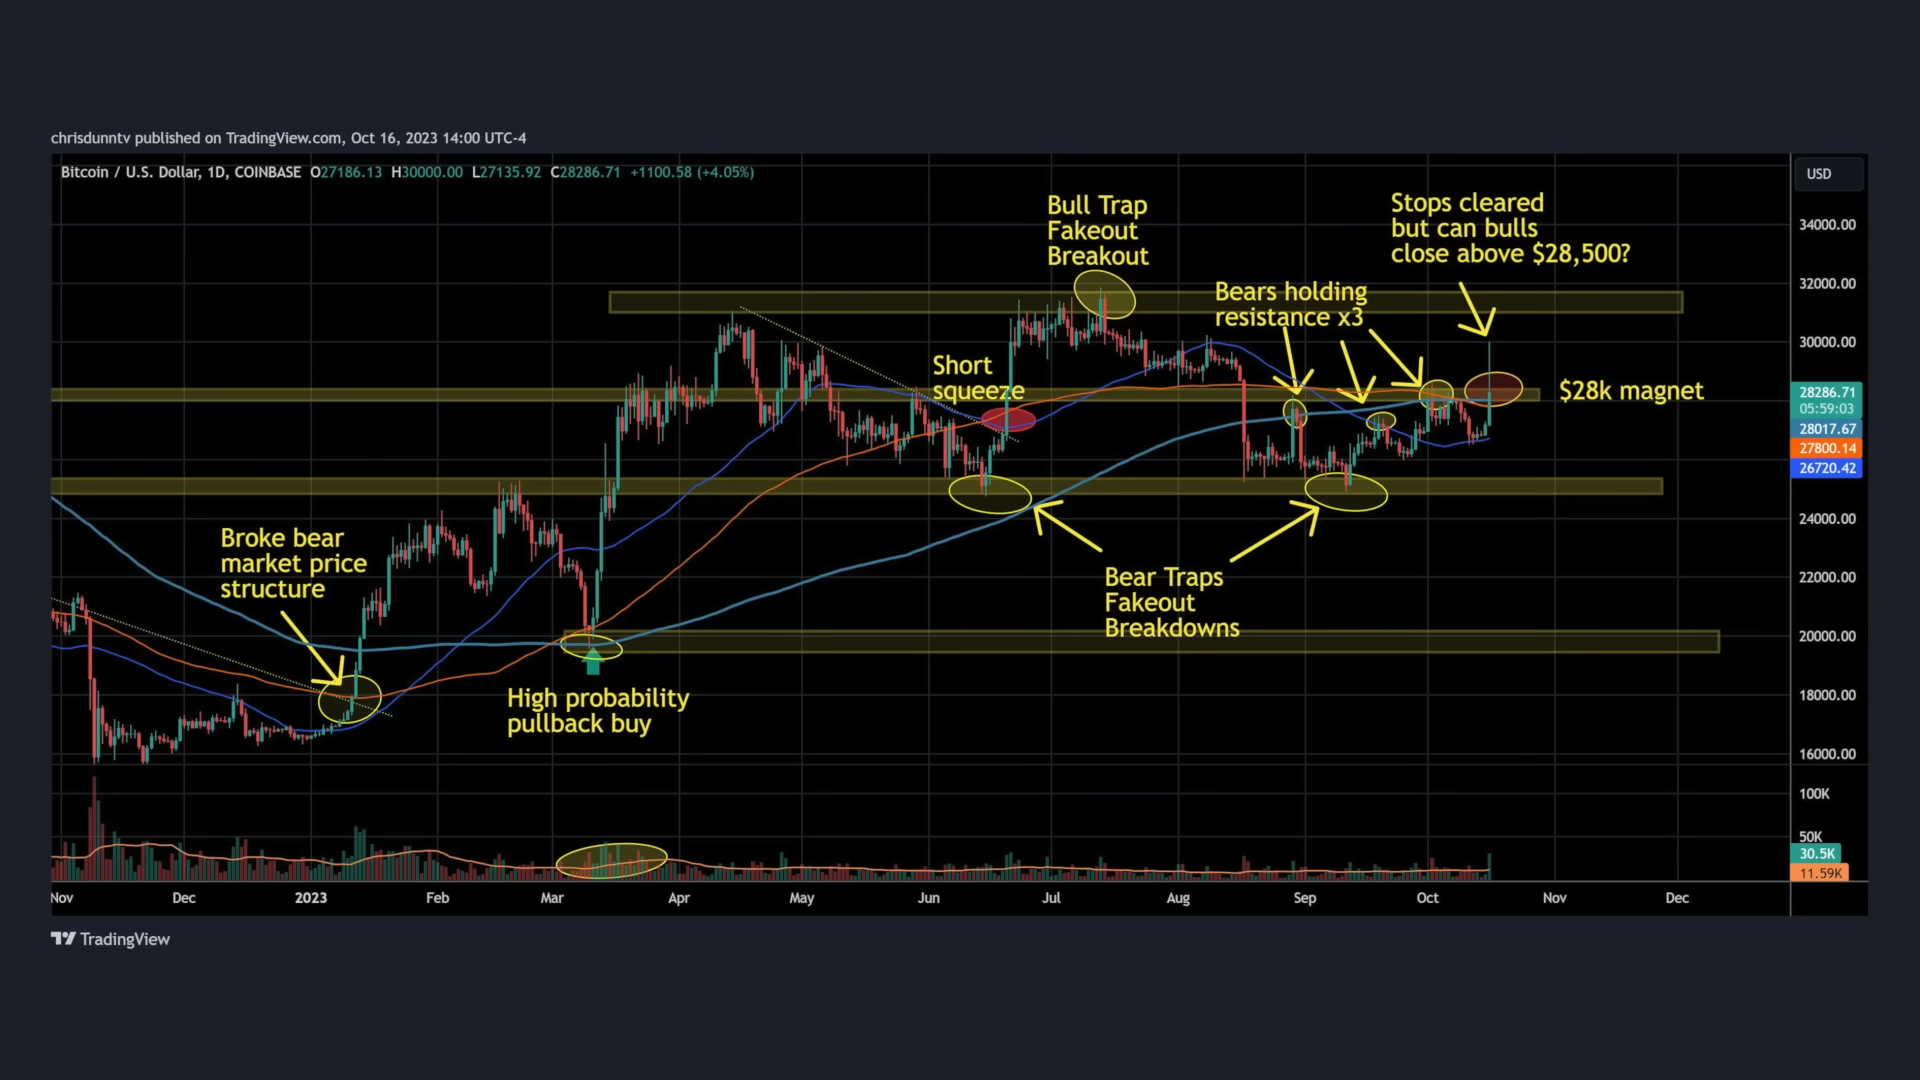 chrisdunntv published on TradingView.com, Oct 16, 2023 14:00 UTC-4
Bitcoin / U.S. Dollar, 1D, COINBASE O27186.13 H30000.00 L27135.92 C28286.71 +1100.58 (+4.05%)
USD
Bull Trap
Fakeout
Breakout
Stops cleared
but can bulls
close above $28,500?
Bears holding
resistance x3
Short
squeeze
$28k magnet
Broke bear
market price
structure
Bear Traps
Fakeout
Breakdowns
High probability
pullback buy
34000.00
32000.00
30000.00
28286.71
05:59:03
28017.67
27800.14
26720.42
24000.00
22000.00
20000.00
18000.00
16000.00
100K
50K
30.5K
11.59K
Nov Dec 2023 Feb Mar Apr May Jun Jul Aug Sep Oct Nov Dec
TradingView